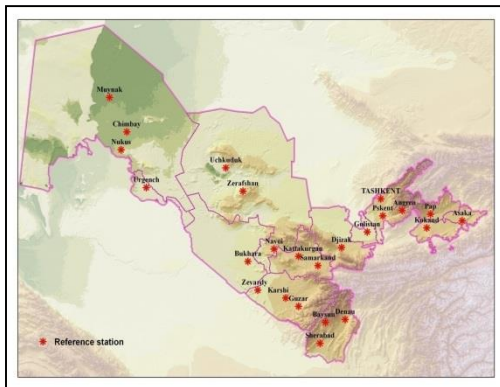 Muynak
Chimbay
Nukus
Urgench
Uchkuduk
Zerafshan
TASHKENT
Pskent
Angren
Pap
Kokand
Asaka
Gulistan
Djizak
Navoi
Kattakurgan
Samarkand
Bukhara
Zevardy
Karshi
Guzar
Baysun
Denau
Sherabad
Reference station